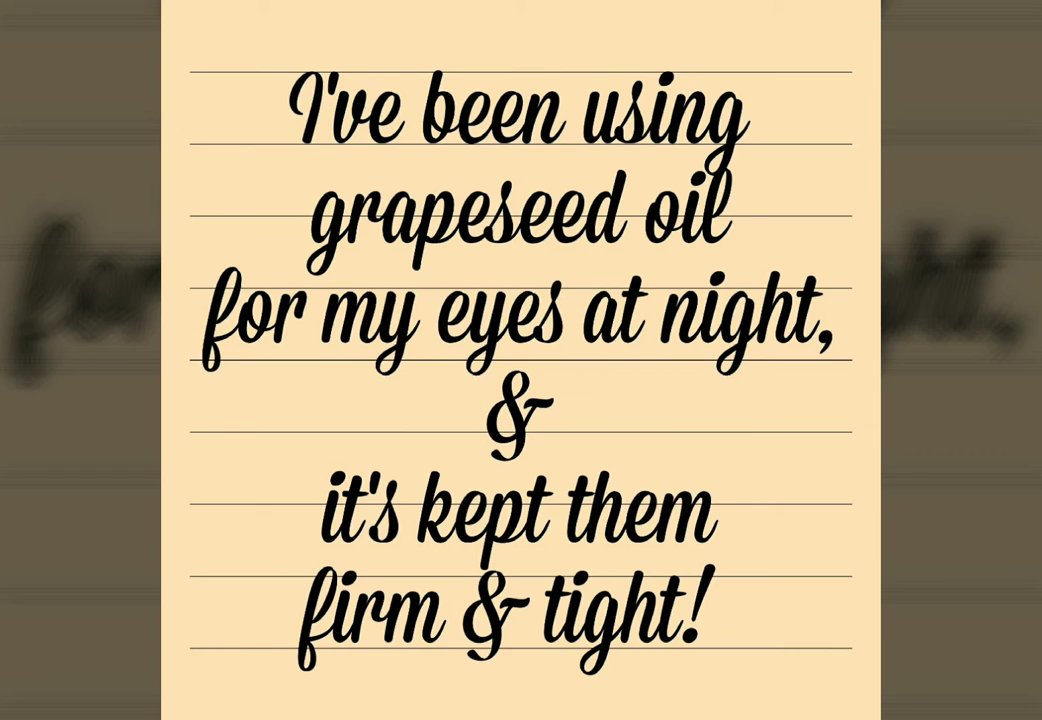 I've been using
grapeseed oil
for my eyes at night,
&
it's kept them
firm & tight!